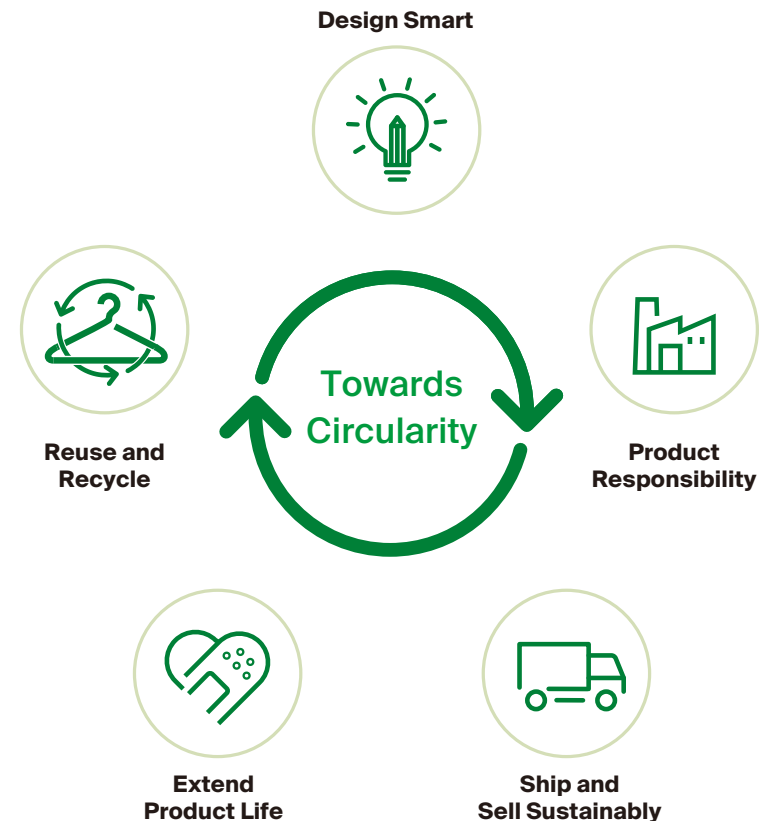 Design Smart
Towards
Circularity
Reuse and
Recycle
Product
Responsibility
Extend
Product Life
Ship and
Sell Sustainably